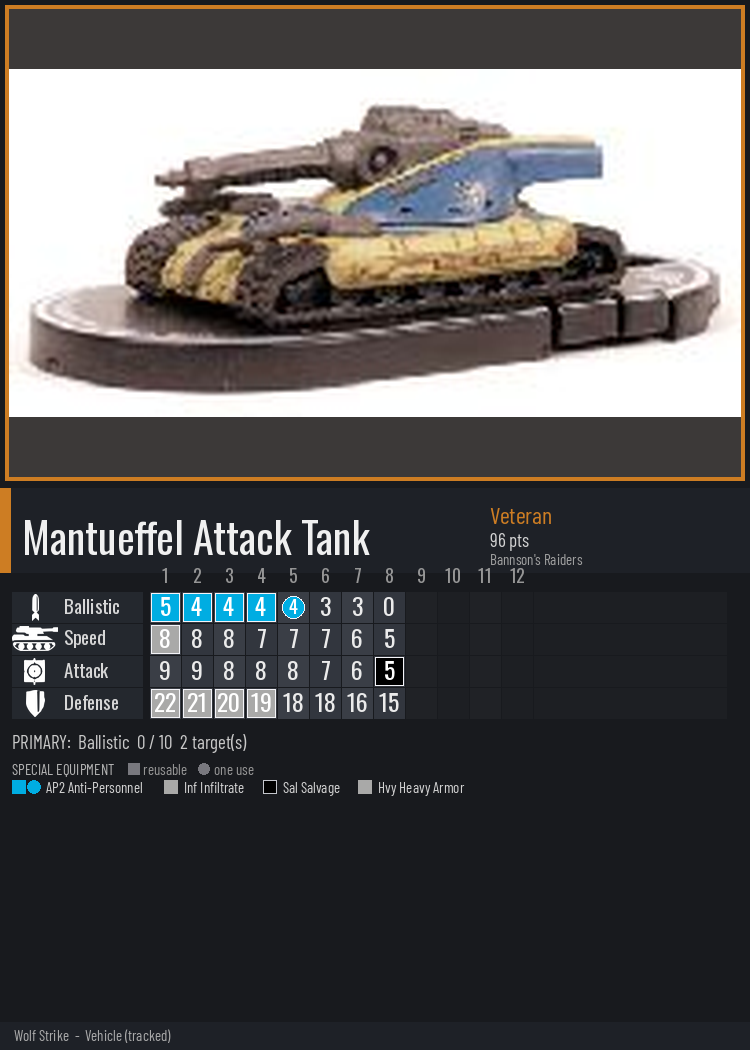 Mantueffel Attack Tank
Veteran
96 pts
Bannson's Raiders
1 2 3 4 5 6 7 8 9 10 11 12
Ballistic 5 4 4 4 4 3 3 0
Speed 8 8 8 7 7 7 6 5
Attack 9 9 8 8 8 7 6 5
Defense 22 21 20 19 18 18 16 15
PRIMARY: Ballistic 0 / 10 2 target(s)
SPECIAL EQUIPMENT reusable one use
AP2 Anti-Personnel Inf Infiltrate Sal Salvage Hvy Heavy Armor
Wolf Strike - Vehicle (tracked)